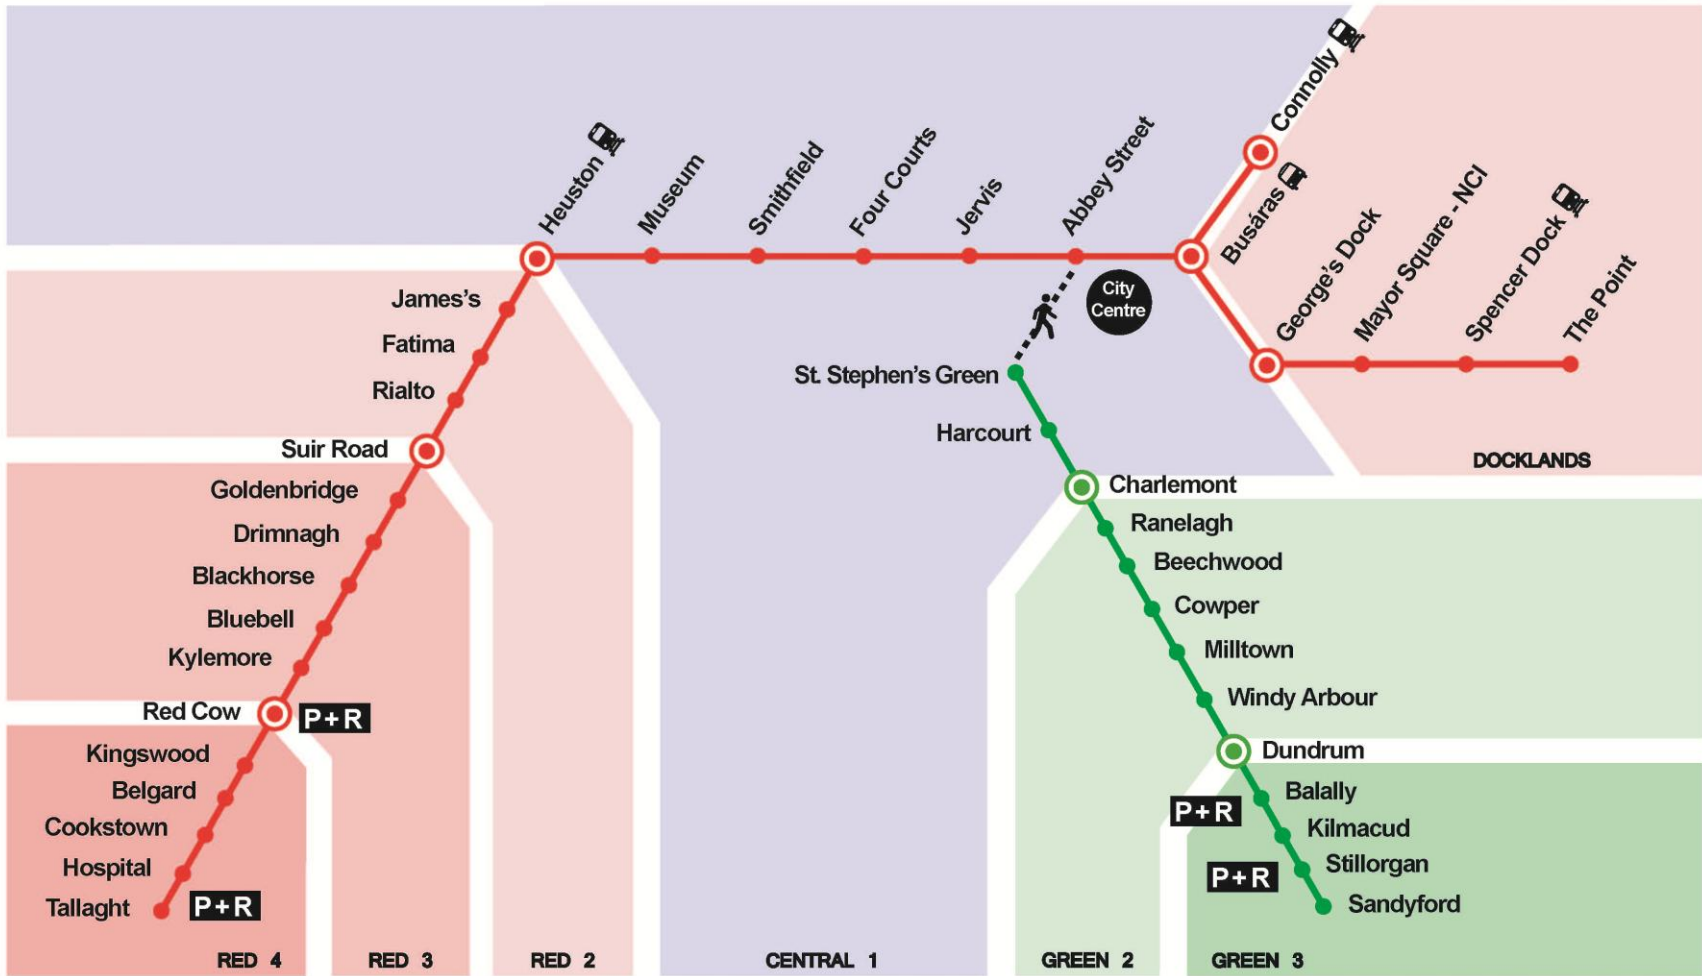 Heuston
Museum
Smithfield
Four Courts
Jervis
Abbey Street
Busáras
Connolly
George's Dock
Mayor Square - NCI
Spencer Dock
The Point
City
Centre
DOCKLANDS
James's
Fatima
Rialto
Suir Road
Goldenbridge
Drimnagh
Blackhorse
Bluebell
Kylemore
Red Cow
P+R
Kingswood
Belgard
Cookstown
Hospital
Tallaght
P+R
St. Stephen's Green
Harcourt
Charlemont
Ranelagh
Beechwood
Cowper
Milltown
Windy Arbour
Dundrum
Balally
P+R
Kilmacud
Stillorgan
P+R
Sandyford
RED 4
RED 3
RED 2
CENTRAL 1
GREEN 2
GREEN 3